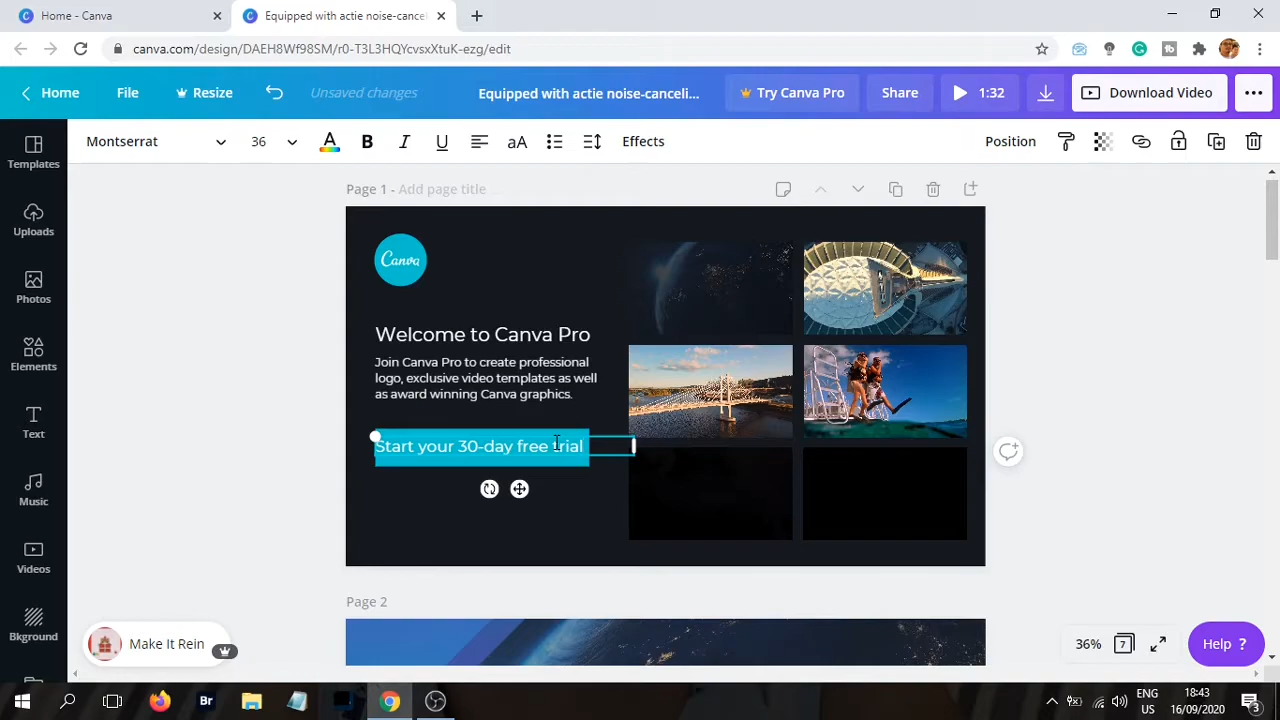 Home - Canva
Equipped with actie noise-cancel
canva.com/design/DAEH8Wf98SM/r0-T3L3HQYcvsxXtuK-ezg/edit
Home
File
Resize
Unsaved changes
Equipped with actie noise-canceli...
Try Canva Pro
Share
1:32
Download Video
Montserrat
36
A
B
I
U
aA
Effects
Position
Templates
Uploads
Photos
Elements
Text
Music
Videos
Bkground
Page 1 - Add page title
Canva
Welcome to Canva Pro
Join Canva Pro to create professional
logo, exclusive video templates as well
as award winning Canva graphics.
Start your 30-day free trial
Page 2
Make It Rein
36%
7
Help ?
Br
ENG
US
18:43
16/09/2020
3